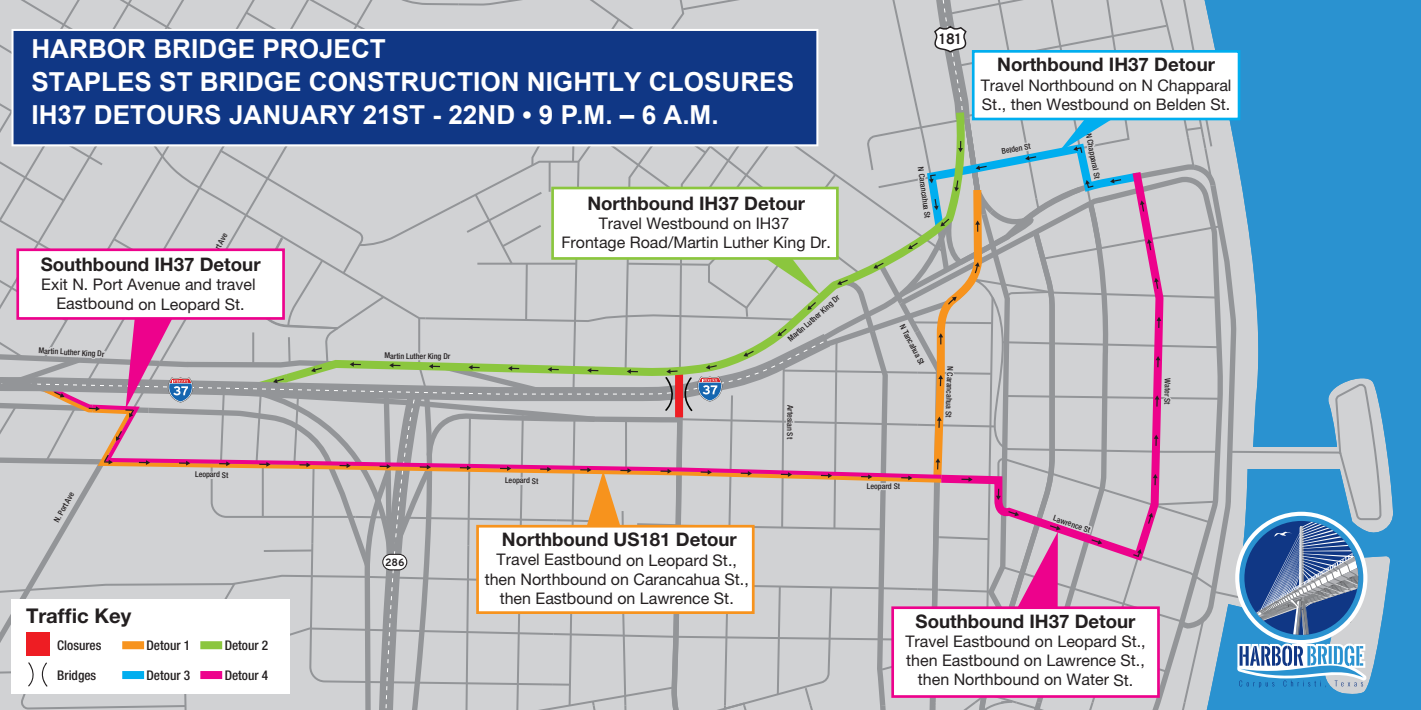 HARBOR BRIDGE PROJECT
STAPLES ST BRIDGE CONSTRUCTION NIGHTLY CLOSURES
IH37 DETOURS JANUARY 21ST - 22ND • 9 P.M. – 6 A.M.
181
Northbound IH37 Detour
Travel Northbound on N Chapparal
St., then Westbound on Belden St.
Belden St
N Chapparal St
N Carancahua St
Northbound IH37 Detour
Travel Westbound on IH37
Frontage Road/Martin Luther King Dr.
rt Ave
Southbound IH37 Detour
Exit N. Port Avenue and travel
Eastbound on Leopard St.
Martin Luther King Dr
Martin Luther King Dr
Martin Luther King Dr
N Tancahua St
37
37
N Carancahua St
Water St
Artesian St
Leopard St
Leopard St
Leopard St
N. Port Ave
Lawrence St
Northbound US181 Detour
Travel Eastbound on Leopard St.,
then Northbound on Carancahua St.,
then Eastbound on Lawrence St.
286
Southbound IH37 Detour
Travel Eastbound on Leopard St.,
then Eastbound on Lawrence St.,
then Northbound on Water St.
Traffic Key
Closures
Detour 1
Detour 2
Bridges
Detour 3
Detour 4
HARBOR BRIDGE
Corpus Christi, Texas